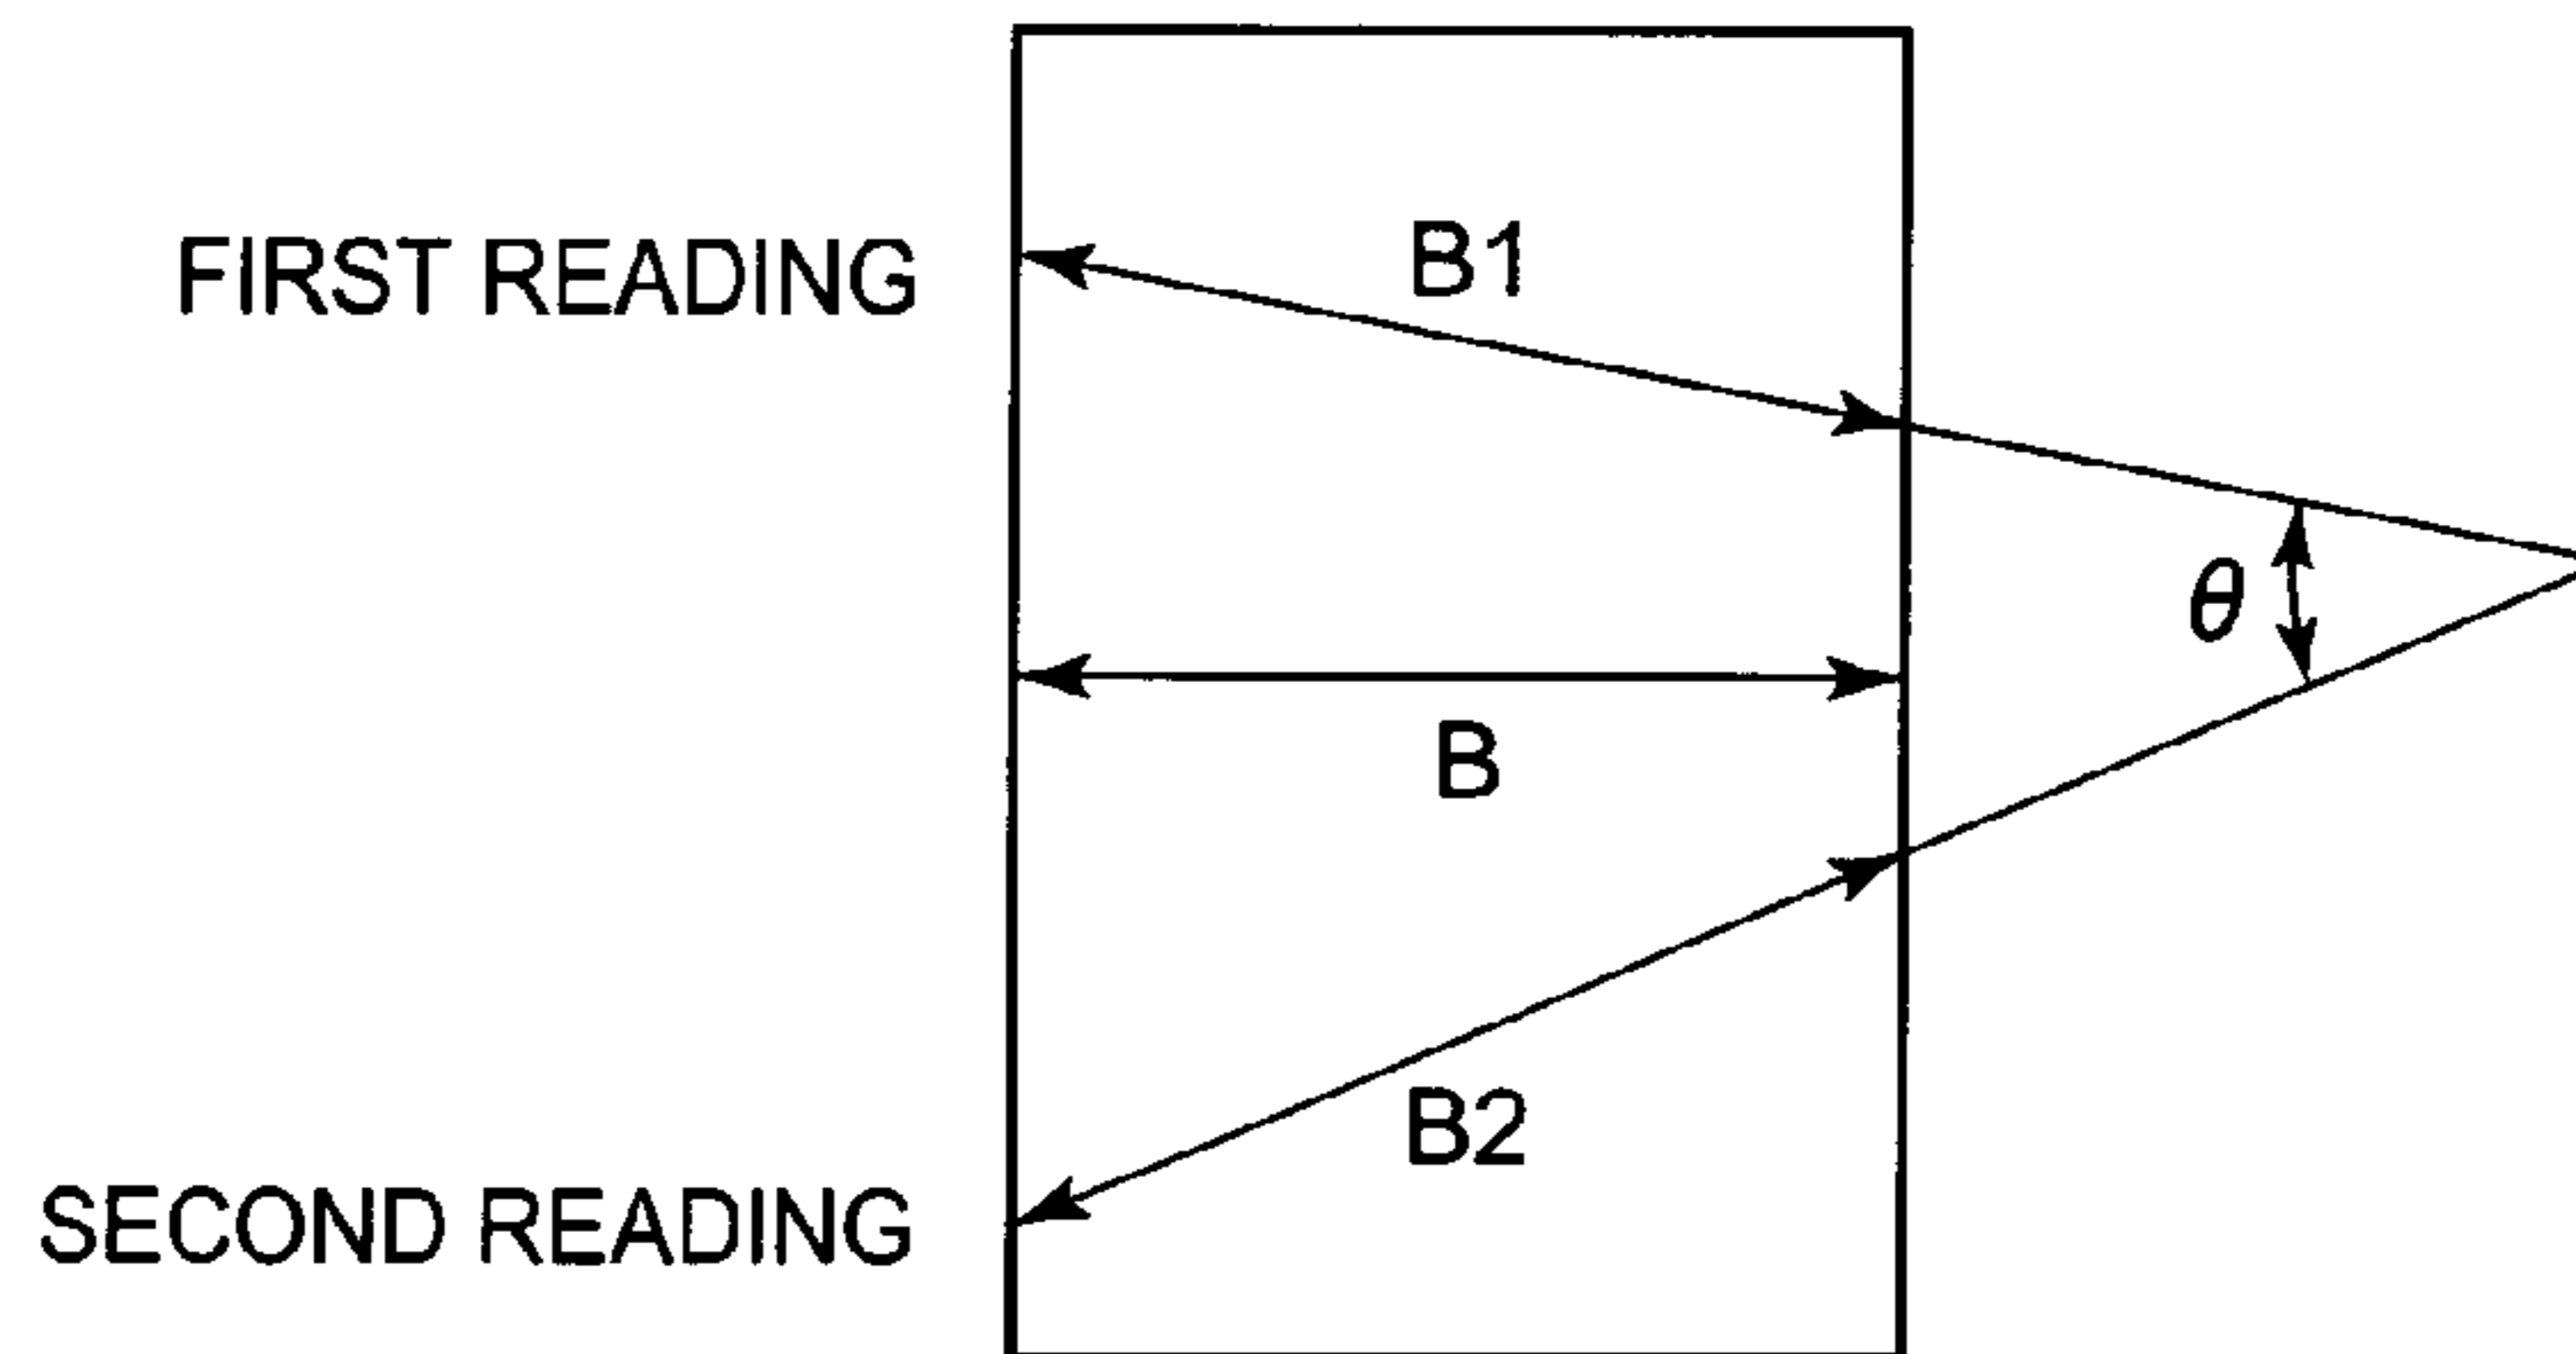 FIRST READING
B1
θ
B
B2
SECOND READING